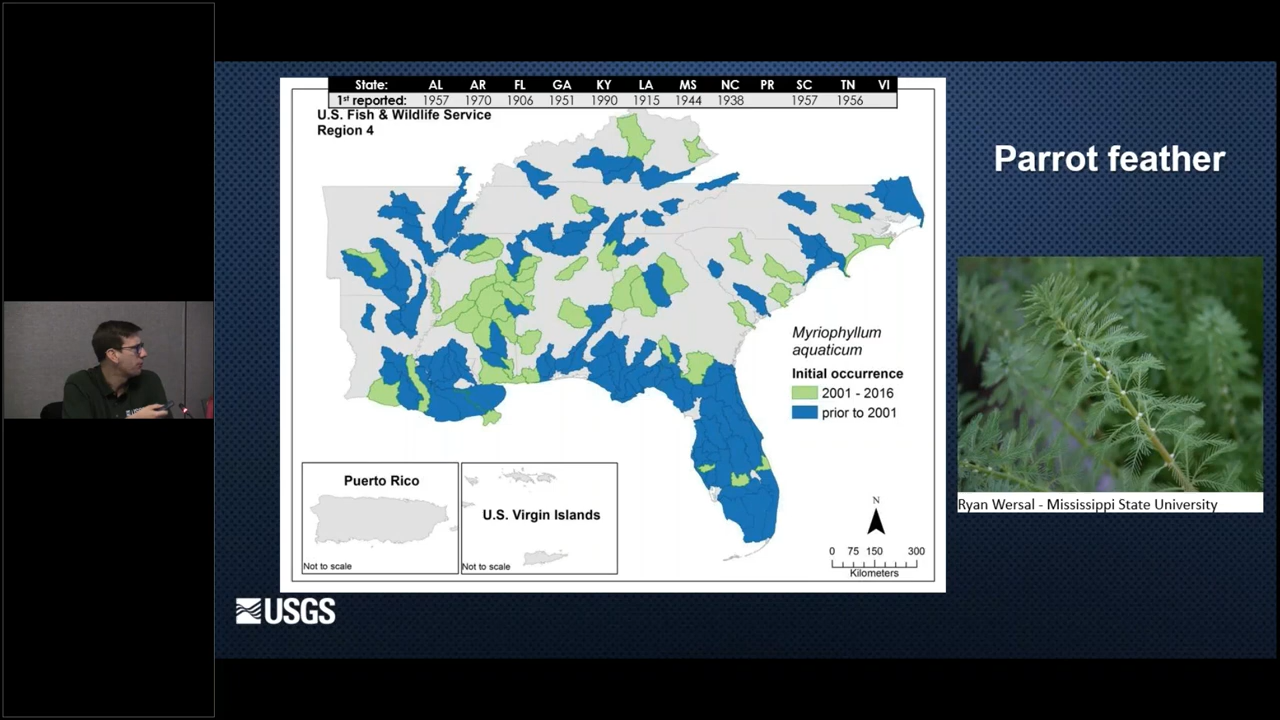 State: AL AR FL GA KY LA MS NC PR SC TN VI
1st reported: 1957 1970 1906 1951 1990 1915 1944 1938 1957 1956
U.S. Fish & Wildlife Service
Region 4
Parrot feather
Myriophyllum
aquaticum
Initial occurrence
2001 - 2016
prior to 2001
Ryan Wersal - Mississippi State University
Puerto Rico
Not to scale
U.S. Virgin Islands
Not to scale
N
0 75 150 300
Kilometers
USGS